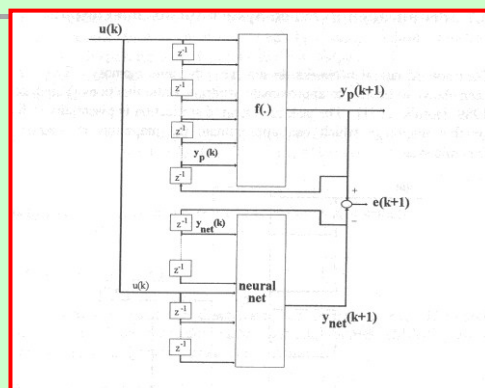 u(k)
z-1
z-1
z-1
f(.)
yp(k+1)
yp(k)
z-1
+
e(k+1)
−
z-1
ynet(k)
z-1
neural
net
u(k)
z-1
ynet(k+1)
z-1